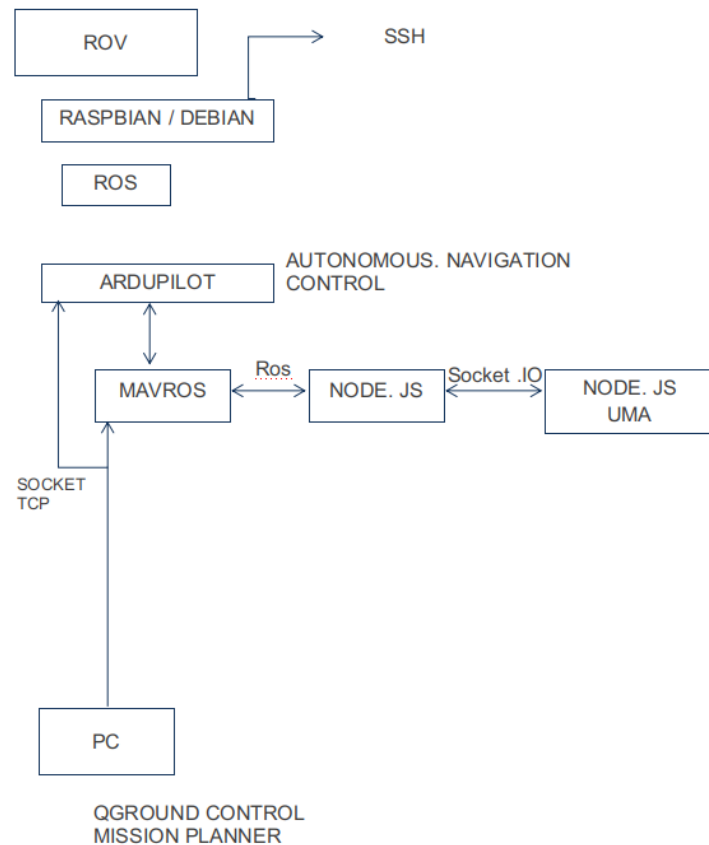 ROV
SSH
RASPBIAN / DEBIAN
ROS
ARDUPILOT
AUTONOMOUS. NAVIGATION
CONTROL
MAVROS
Ros
NODE. JS
Socket .IO
NODE. JS
UMA
SOCKET
TCP
PC
QGROUND CONTROL
MISSION PLANNER